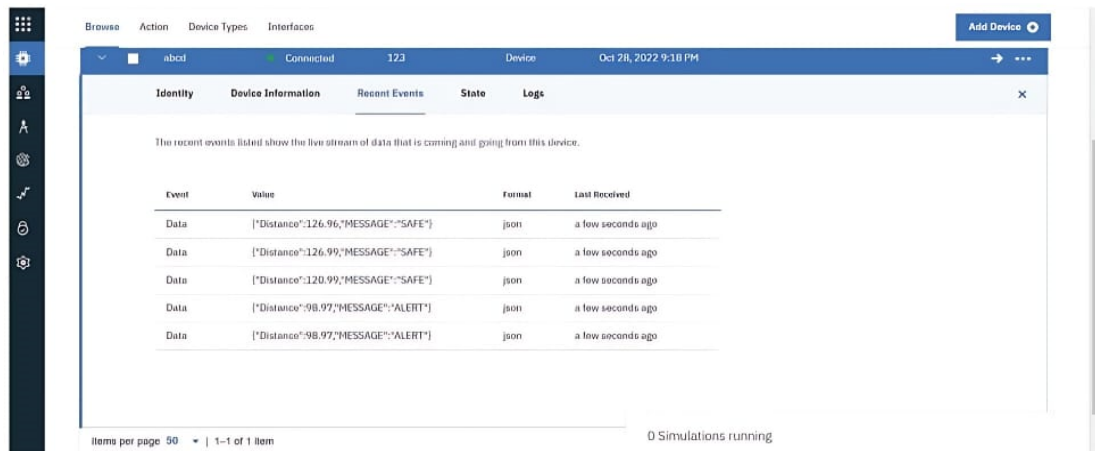 Browse Action Device Types Interfaces Add Device
abcd Connected 123 Device Oct 28, 2022 9:18 PM
Identity Device Information Recent Events State Logs
The recent events listed show the live stream of data that is coming and going from this device.
Event Value Format Last Received
Data {"Distance":126.96,"MESSAGE":"SAFE"} json a few seconds ago
Data {"Distance":126.99,"MESSAGE":"SAFE"} json a few seconds ago
Data {"Distance":120.99,"MESSAGE":"SAFE"} json a few seconds ago
Data {"Distance":98.97,"MESSAGE":"ALERT"} json a few seconds ago
Data {"Distance":98.97,"MESSAGE":"ALERT"} json a few seconds ago
Items per page 50 | 1–1 of 1 item
0 Simulations running